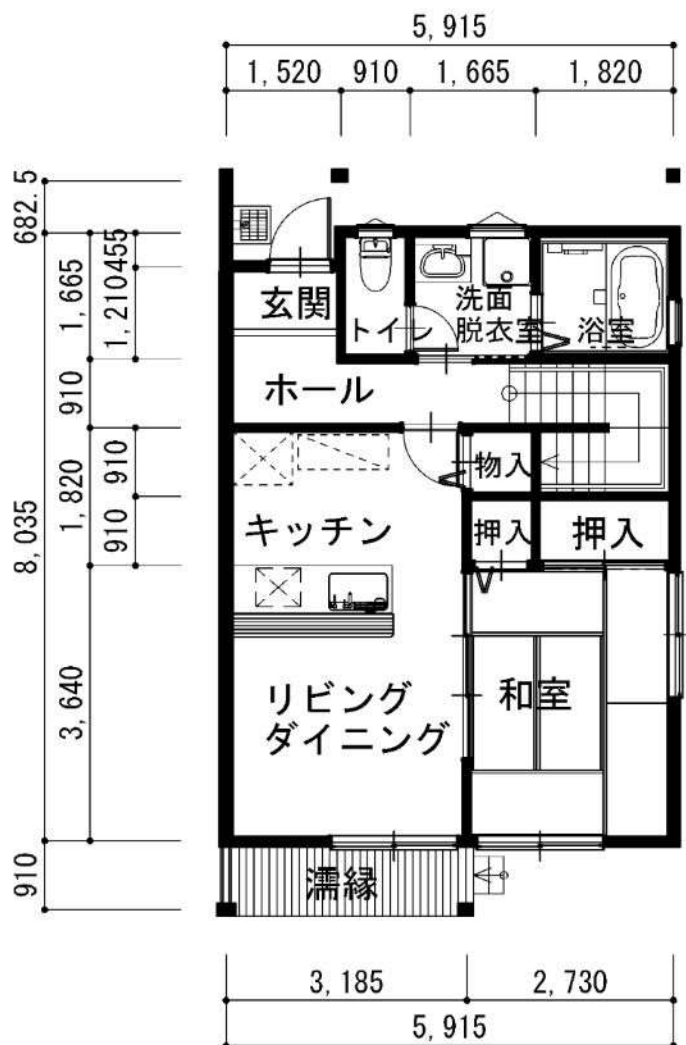 5,915
1,520 910 1,665 1,820
682.5
1,665
1,210
455
910
1,820
910
910
8,035
3,640
910
玄関
トイレ
洗面
脱衣室
浴室
ホール
物入
キッチン
押入
押入
リビング
ダイニング
和室
濡縁
3,185 2,730
5,915